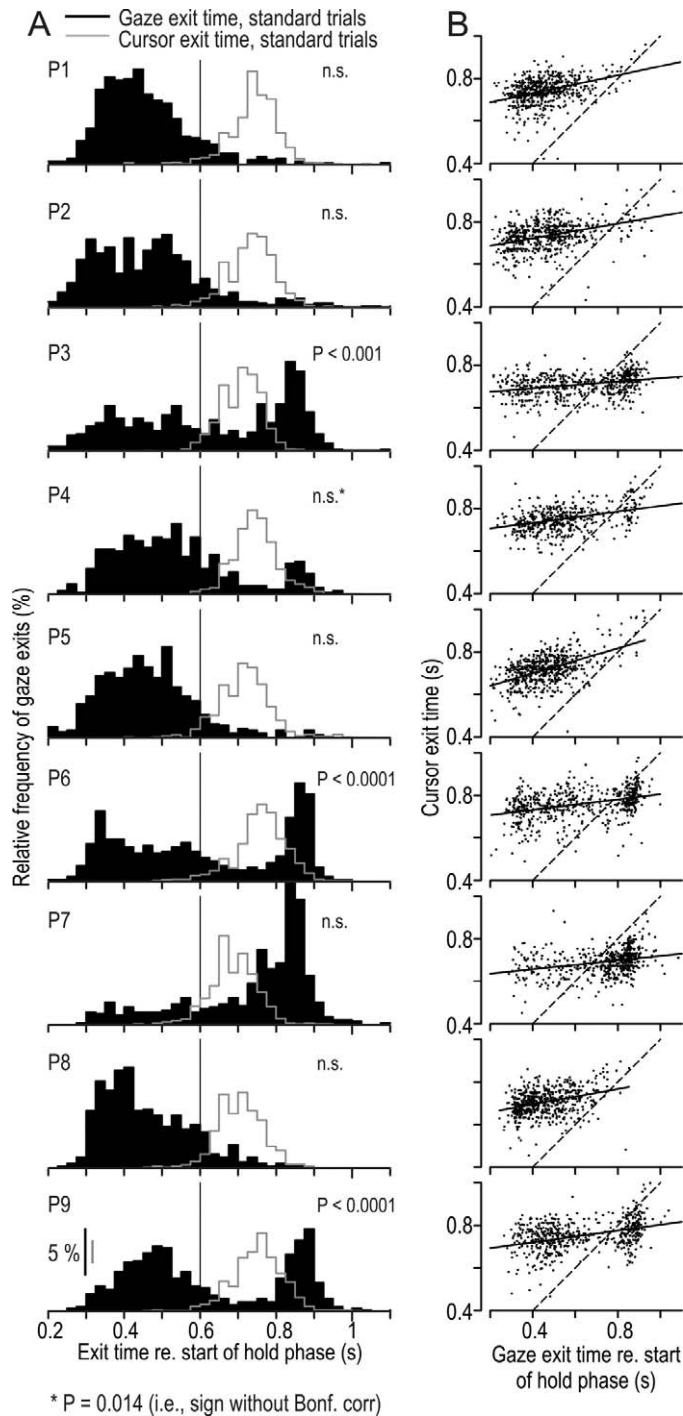 A
Gaze exit time, standard trials
Cursor exit time, standard trials
P1
n.s.
P2
n.s.
P3
P < 0.001
P4
n.s.*
P5
n.s.
P6
P < 0.0001
P7
n.s.
P8
n.s.
P9
P < 0.0001
5 %
Relative frequency of gaze exits (%)
0.2 0.4 0.6 0.8 1
Exit time re. start of hold phase (s)
* P = 0.014 (i.e., sign without Bonf. corr)
B
0.8
0.4
0.8
0.4
0.8
0.4
0.8
0.4
0.8
0.4
0.8
0.4
0.8
0.4
0.8
0.4
Cursor exit time (s)
0.4 0.8
Gaze exit time re. start
of hold phase (s)